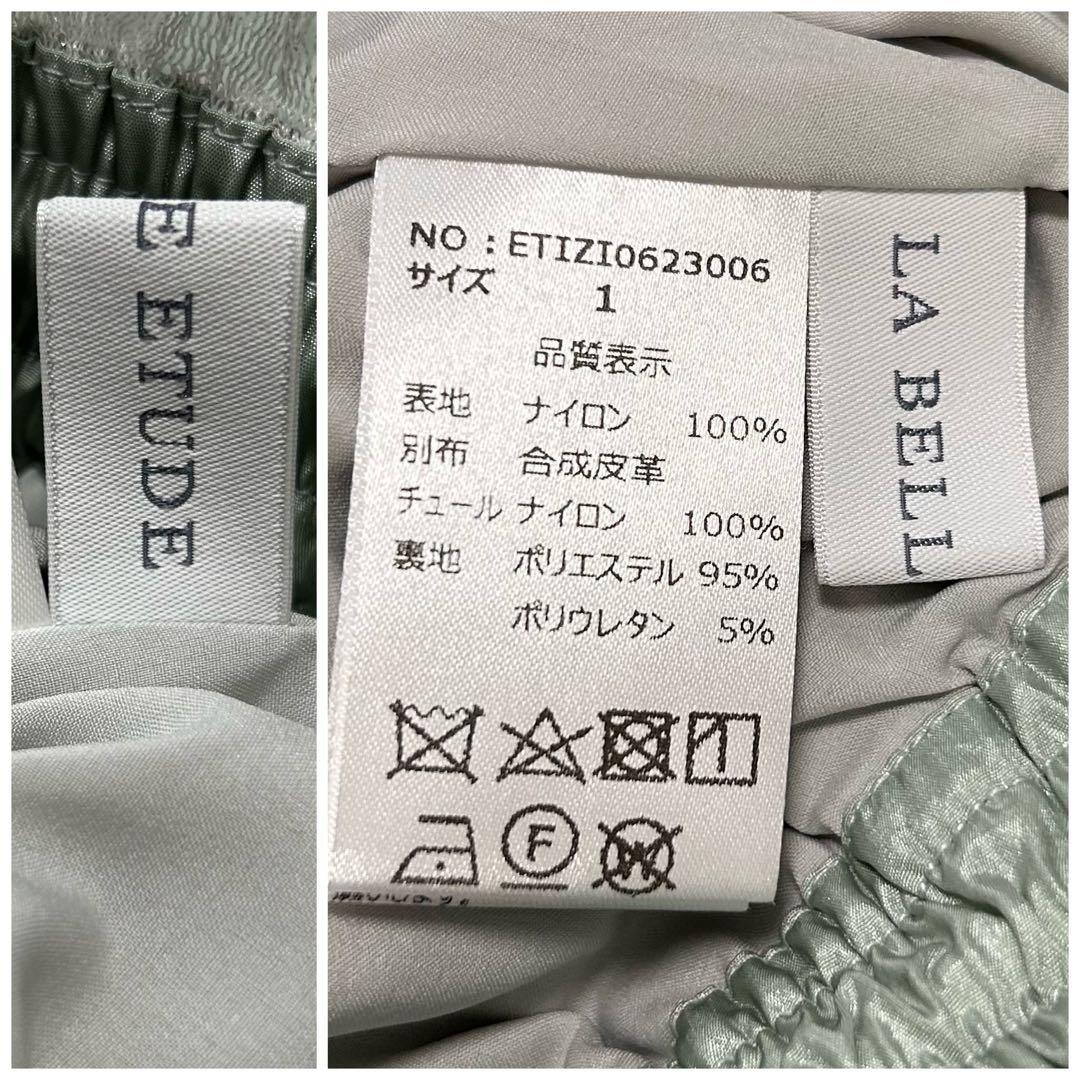 E ETUDE
NO : ETIZI0623006
サイズ 1
品質表示
表地 ナイロン 100%
別布 合成皮革
チュール ナイロン 100%
裏地 ポリエステル 95%
ポリウレタン 5%
F
W
LA BELL